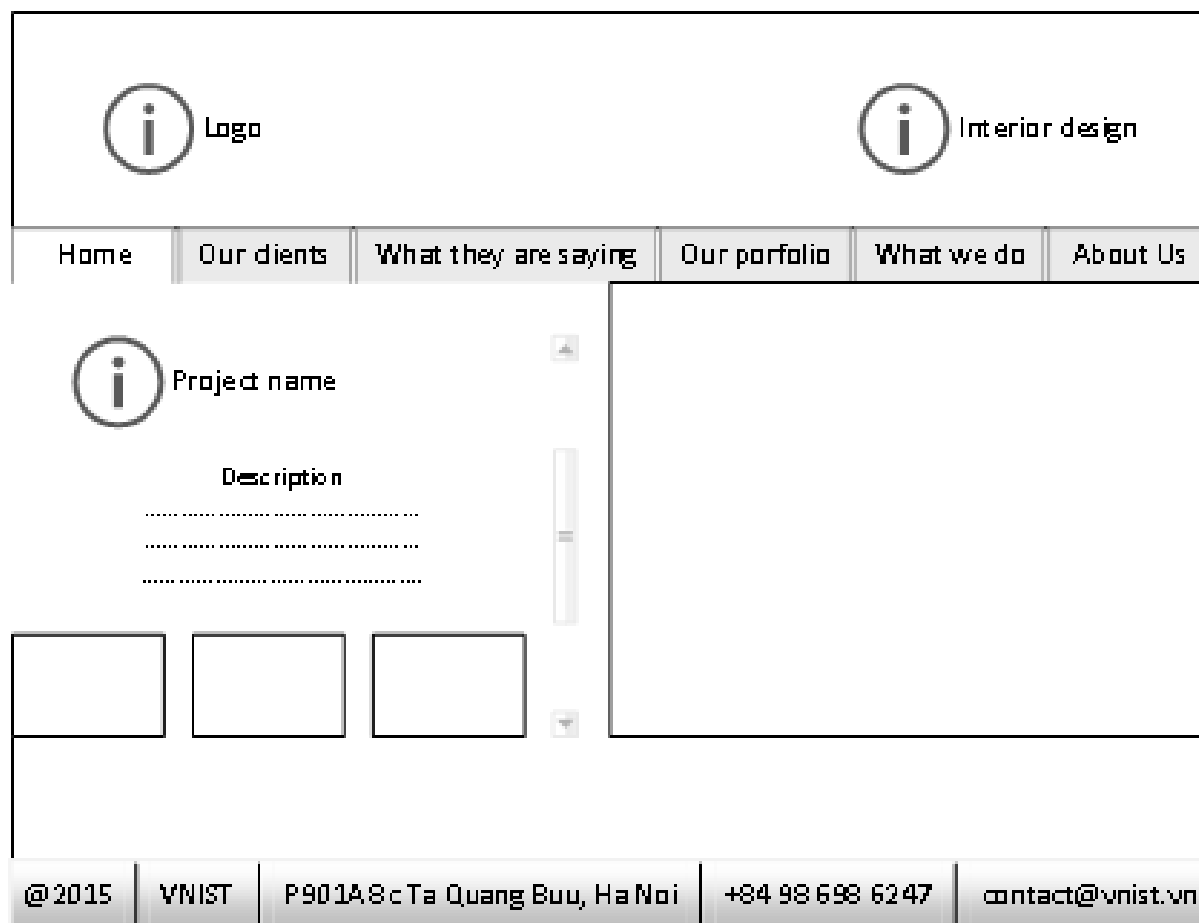 Logo
Interior design
Home Our clients What they are saying Our porfolio What we do About Us
Project name
Description
@2015 VNIST P901A8c Ta Quang Buu, Ha Noi +84 98 698 6247 contact@vnist.vn